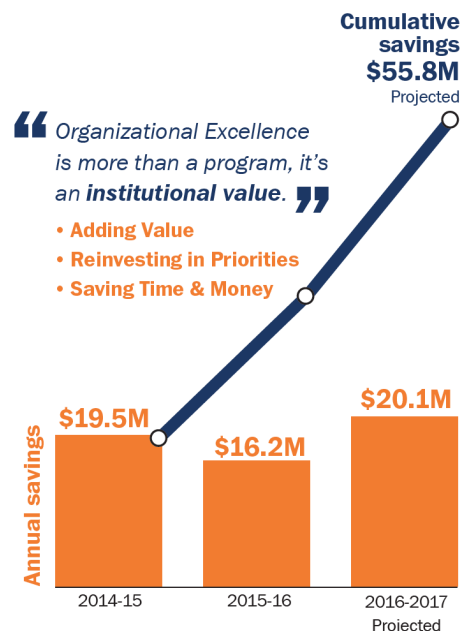 Cumulative
savings
$55.8M
Projected
“ Organizational Excellence
is more than a program, it’s
an institutional value. ”
• Adding Value
• Reinvesting in Priorities
• Saving Time & Money
Annual savings
$19.5M
$16.2M
$20.1M
2014-15
2015-16
2016-2017
Projected